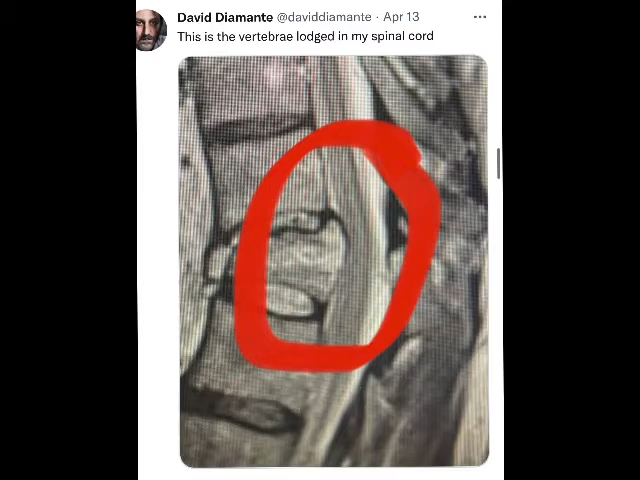 David Diamante @daviddiamante · Apr 13 ···
This is the vertebrae lodged in my spinal cord